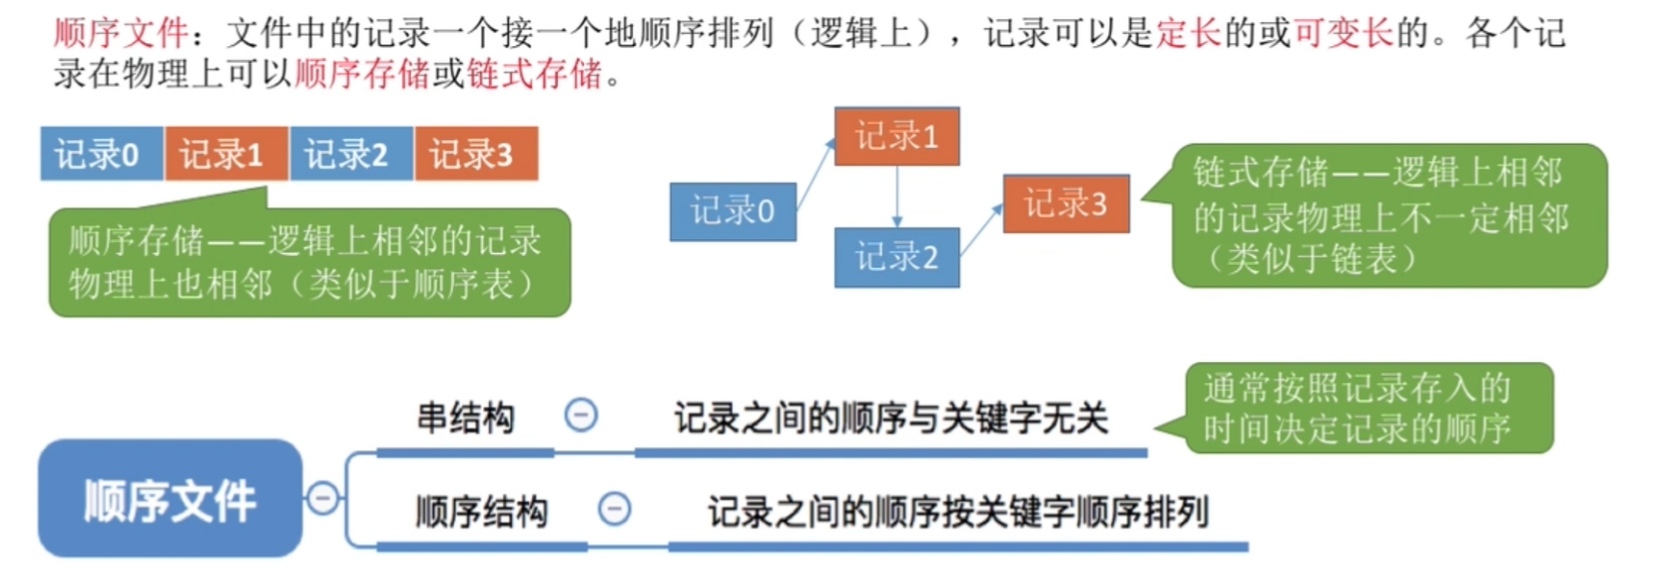 顺序文件：文件中的记录一个接一个地顺序排列（逻辑上），记录可以是定长的或可变长的。各个记
录在物理上可以顺序存储或链式存储。
记录0 记录1 记录2 记录3
顺序存储——逻辑上相邻的记录
物理上也相邻（类似于顺序表）
记录0
记录1
记录2
记录3
链式存储——逻辑上相邻
的记录物理上不一定相邻
（类似于链表）
顺序文件
串结构
记录之间的顺序与关键字无关
通常按照记录存入的
时间决定记录的顺序
顺序结构
记录之间的顺序按关键字顺序排列